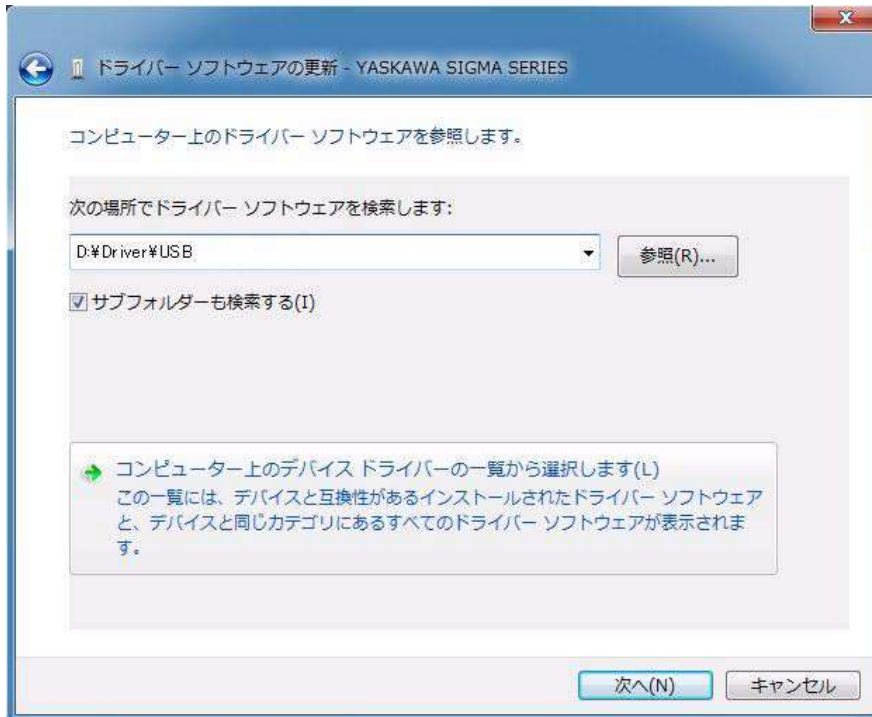 ドライバー ソフトウェアの更新 - YASKAWA SIGMA SERIES
コンピューター上のドライバー ソフトウェアを参照します。
次の場所でドライバー ソフトウェアを検索します:
D:¥Driver¥USB
参照(R)...
サブフォルダーも検索する(I)
コンピューター上のデバイス ドライバーの一覧から選択します(L)
この一覧には、デバイスと互換性があるインストールされたドライバー ソフトウェア
と、デバイスと同じカテゴリにあるすべてのドライバー ソフトウェアが表示されま
す。
次へ(N)
キャンセル